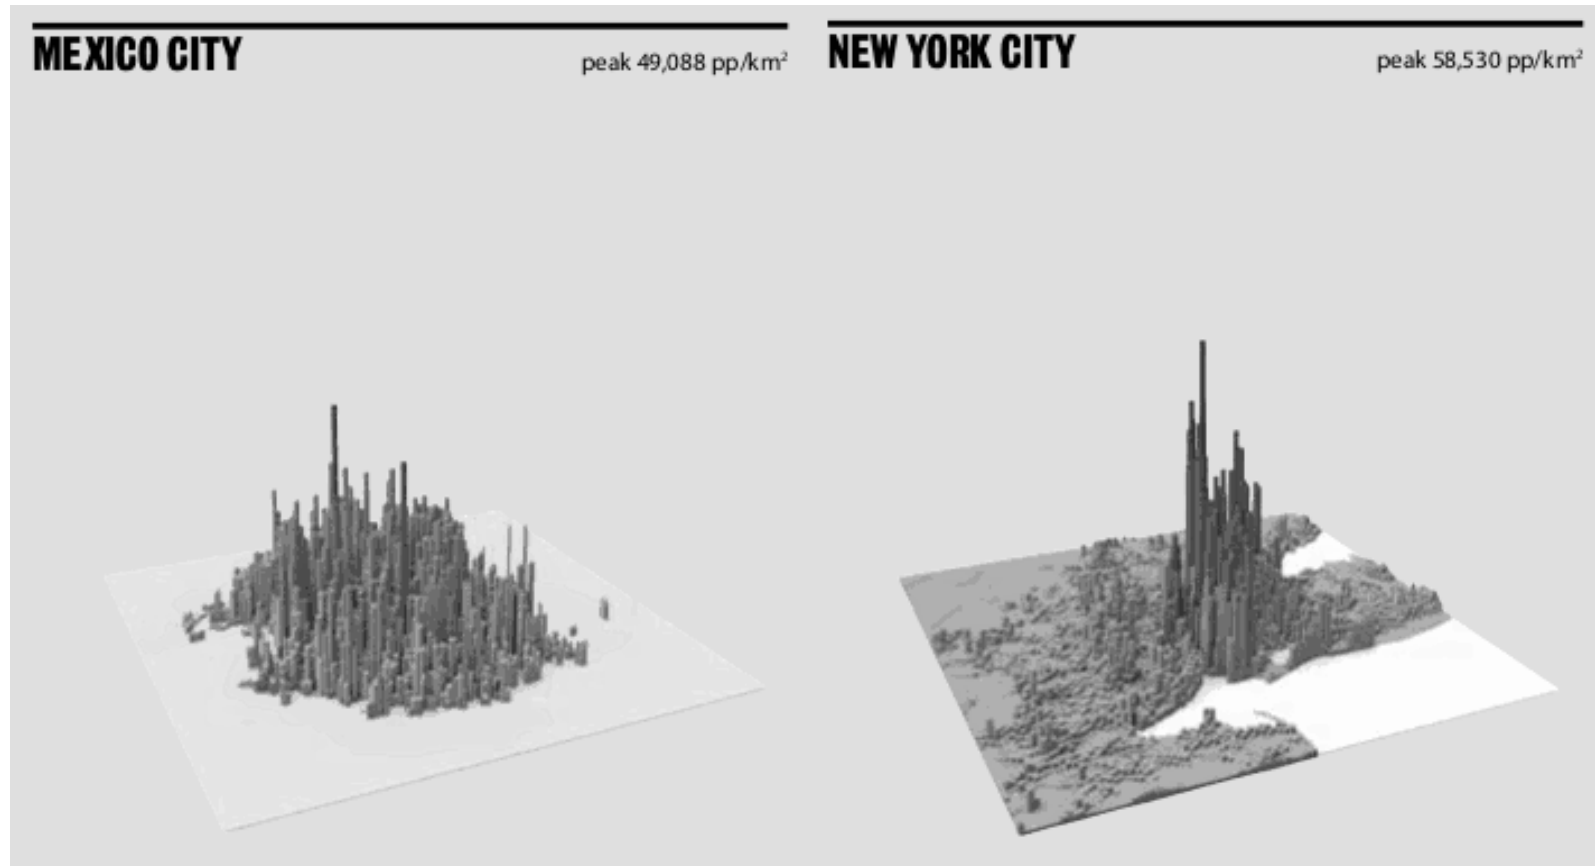 MEXICO CITY
peak 49,088 pp/km²
NEW YORK CITY
peak 58,530 pp/km²